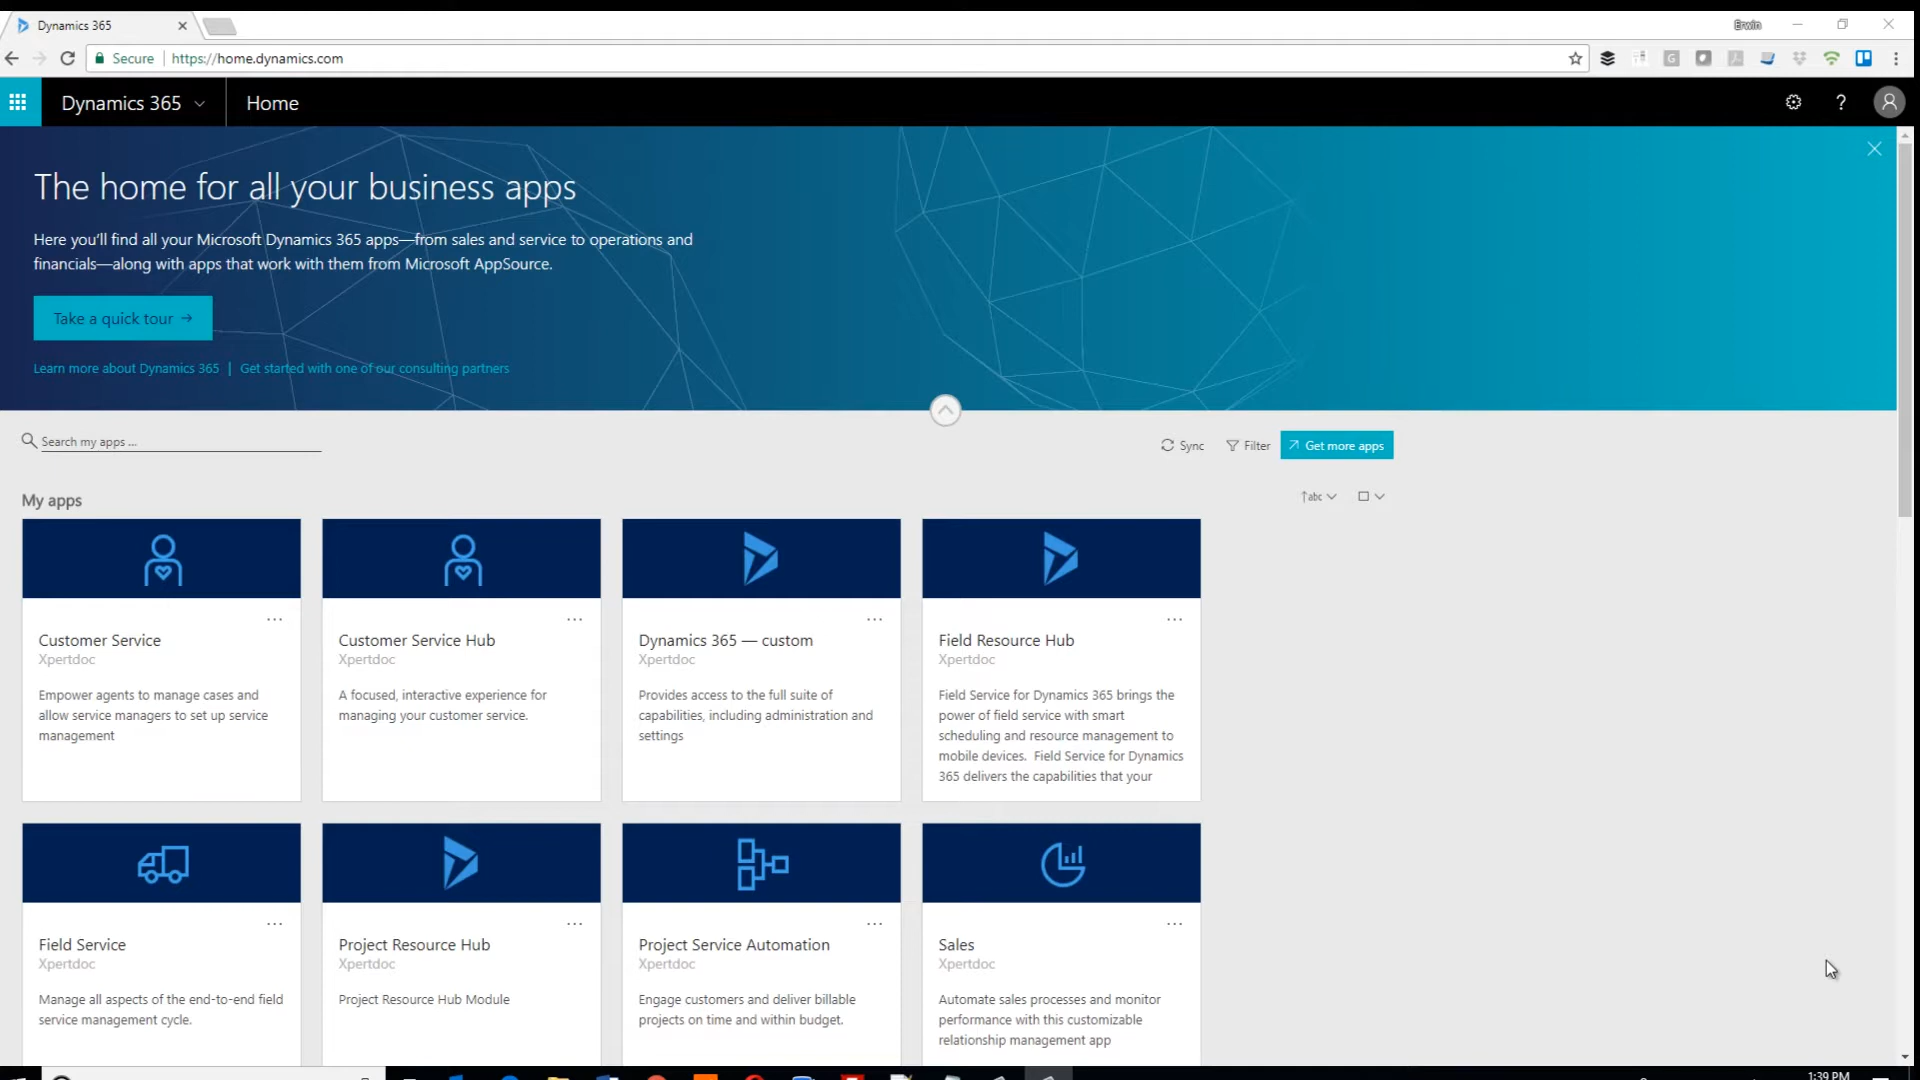 Dynamics 365
Erwin
Secure
https://home.dynamics.com
Dynamics 365
Home
?
The home for all your business apps
Here you'll find all your Microsoft Dynamics 365 apps—from sales and service to operations and
financials—along with apps that work with them from Microsoft AppSource.
Take a quick tour →
Learn more about Dynamics 365 | Get started with one of our consulting partners
Search my apps ...
Sync
Filter
Get more apps
My apps
↑abc
Customer Service
Xpertdoc
Empower agents to manage cases and
allow service managers to set up service
management
Customer Service Hub
Xpertdoc
A focused, interactive experience for
managing your customer service.
Dynamics 365 — custom
Xpertdoc
Provides access to the full suite of
capabilities, including administration and
settings
Field Resource Hub
Xpertdoc
Field Service for Dynamics 365 brings the
power of field service with smart
scheduling and resource management to
mobile devices. Field Service for Dynamics
365 delivers the capabilities that your
Field Service
Xpertdoc
Manage all aspects of the end-to-end field
service management cycle.
Project Resource Hub
Xpertdoc
Project Resource Hub Module
Project Service Automation
Xpertdoc
Engage customers and deliver billable
projects on time and within budget.
Sales
Xpertdoc
Automate sales processes and monitor
performance with this customizable
relationship management app
1:39 PM